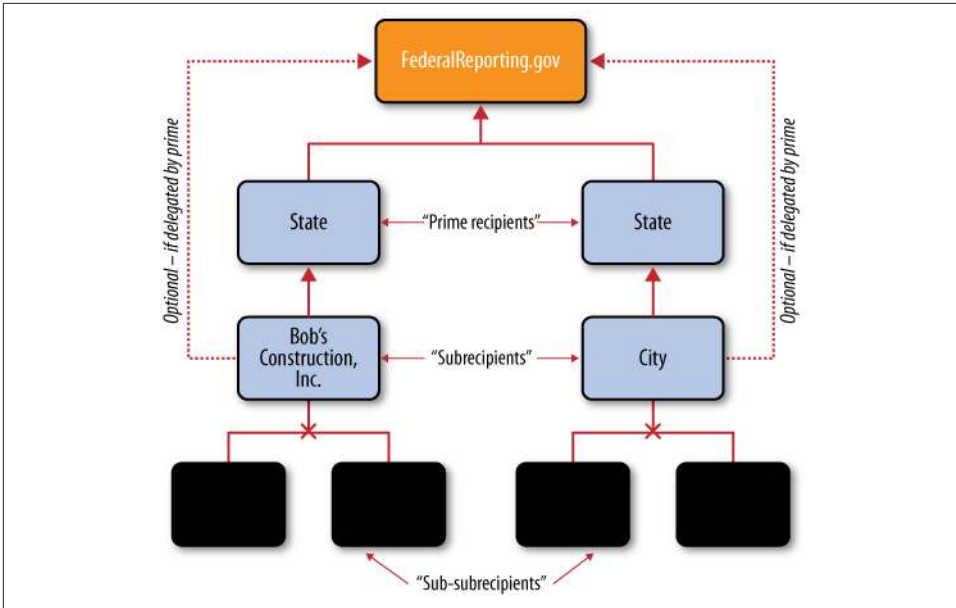 FederalReporting.gov
Optional – if delegated by prime
Optional – if delegated by prime
State
“Prime recipients”
State
Bob’s
Construction,
Inc.
“Subrecipients”
City
“Sub-subrecipients”